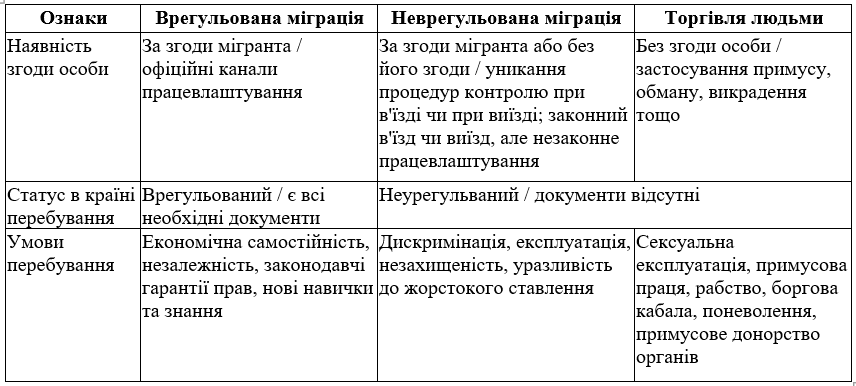 Ознаки
Врегульована міграція
Неврегульована міграція
Торгівля людьми
Наявність
згоди особи
За згоди мігранта /
офіційні канали
працевлаштування
За згоди мігранта або без
його згоди / уникання
процедур контролю при
в'їзді чи при виїзді; законний
в'їзд чи виїзд, але незаконне
працевлаштування
Без згоди особи /
застосування примусу,
обману, викрадення
тощо
Статус в країні
перебування
Врегульований / є всі
необхідні документи
Неурегульваний / документи відсутні
Умови
перебування
Економічна самостійність,
незалежність, законодавчі
гарантії прав, нові навички
та знання
Дискримінація, експлуатація,
незахищеність, уразливість
до жорстокого ставлення
Сексуальна
експлуатація, примусова
праця, рабство, боргова
кабала, поневолення,
примусове донорство
органів